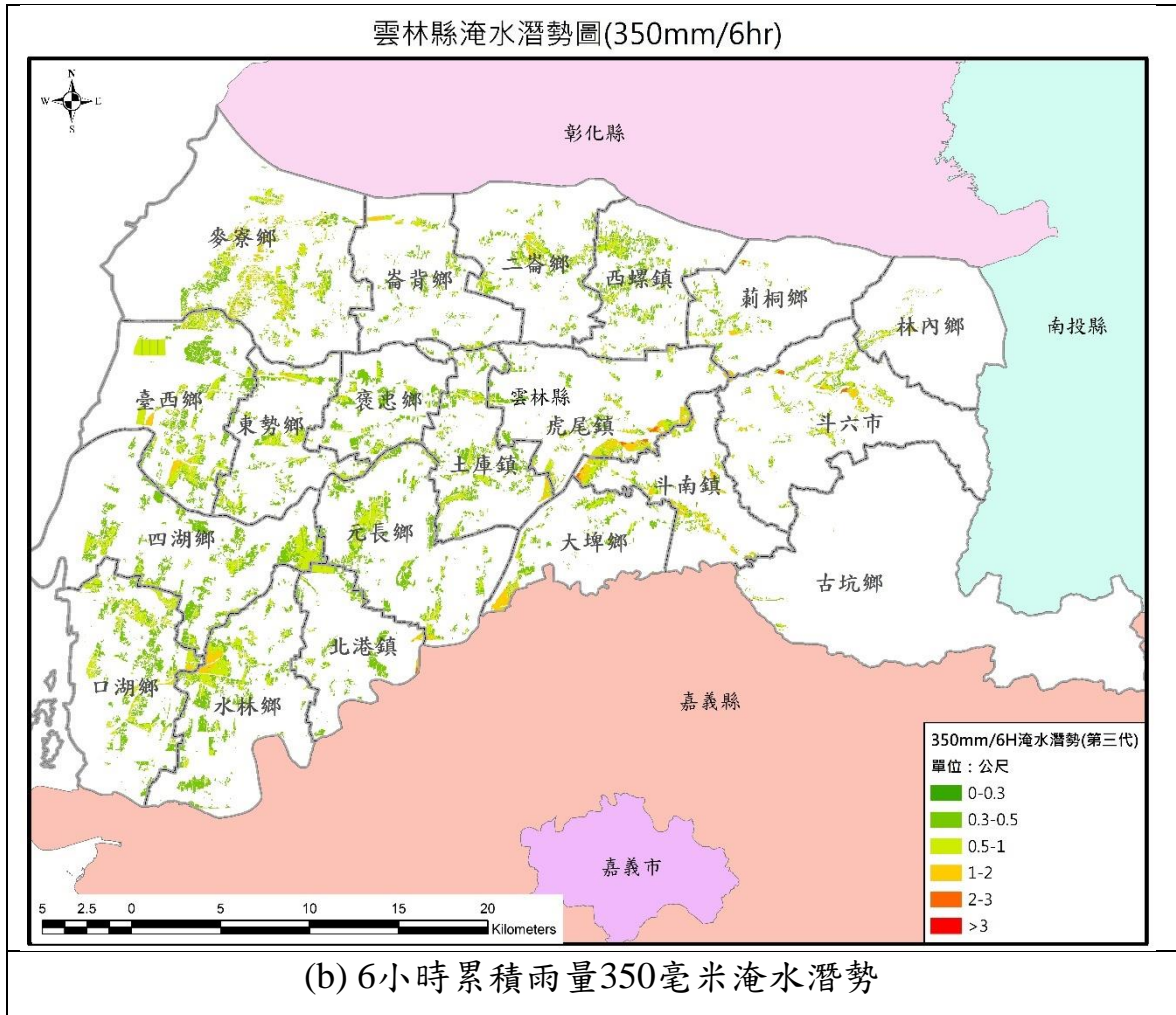 雲林縣淹水潛勢圖(350mm/6hr)
N
W E
S
彰化縣
麥寮鄉
崙背鄉
二崙鄉
西螺鎮
莿桐鄉
林內鄉
南投縣
臺西鄉
東勢鄉
褒忠鄉
雲林縣
虎尾鎮
土庫鎮
斗六市
斗南鎮
四湖鄉
元長鄉
大埤鄉
古坑鄉
北港鎮
口湖鄉
水林鄉
嘉義縣
嘉義市
350mm/6H淹水潛勢(第三代)
單位：公尺
0-0.3
0.3-0.5
0.5-1
1-2
2-3
>3
5 2.5 0 5 10 15 20
Kilometers
(b) 6小時累積雨量350毫米淹水潛勢